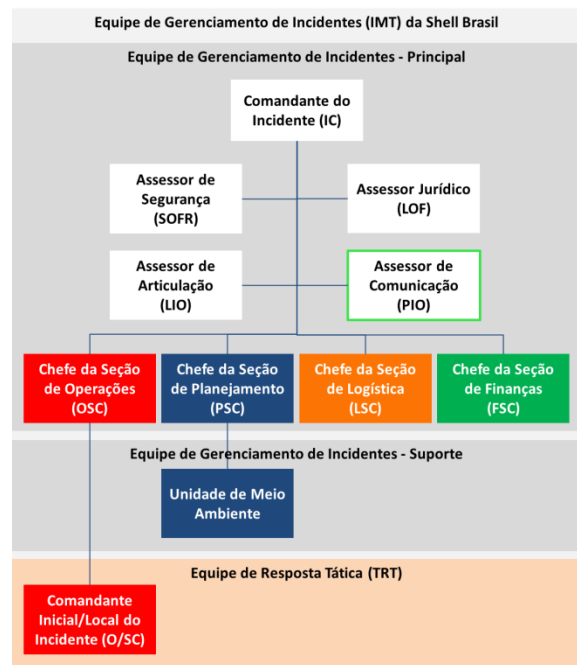 Equipe de Gerenciamento de Incidentes (IMT) da Shell Brasil
Equipe de Gerenciamento de Incidentes - Principal
Comandante do
Incidente (IC)
Assessor de
Segurança
(SOFR)
Assessor Jurídico
(LOF)
Assessor de
Articulação
(LIO)
Assessor de
Comunicação
(PIO)
Chefe da Seção
de Operações
(OSC)
Chefe da Seção
de Planejamento
(PSC)
Chefe da Seção
de Logística
(LSC)
Chefe da Seção
de Finanças
(FSC)
Equipe de Gerenciamento de Incidentes - Suporte
Unidade de Meio
Ambiente
Equipe de Resposta Tática (TRT)
Comandante
Inicial/Local do
Incidente (O/SC)